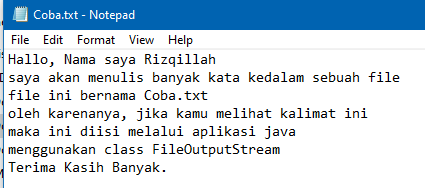 Coba.txt - Notepad
File Edit Format View Help
Hallo, Nama saya Rizqillah
saya akan menulis banyak kata kedalam sebuah file
file ini bernama Coba.txt
oleh karenanya, jika kamu melihat kalimat ini
maka ini diisi melalui aplikasi java
menggunakan class FileOutputStream
Terima Kasih Banyak.